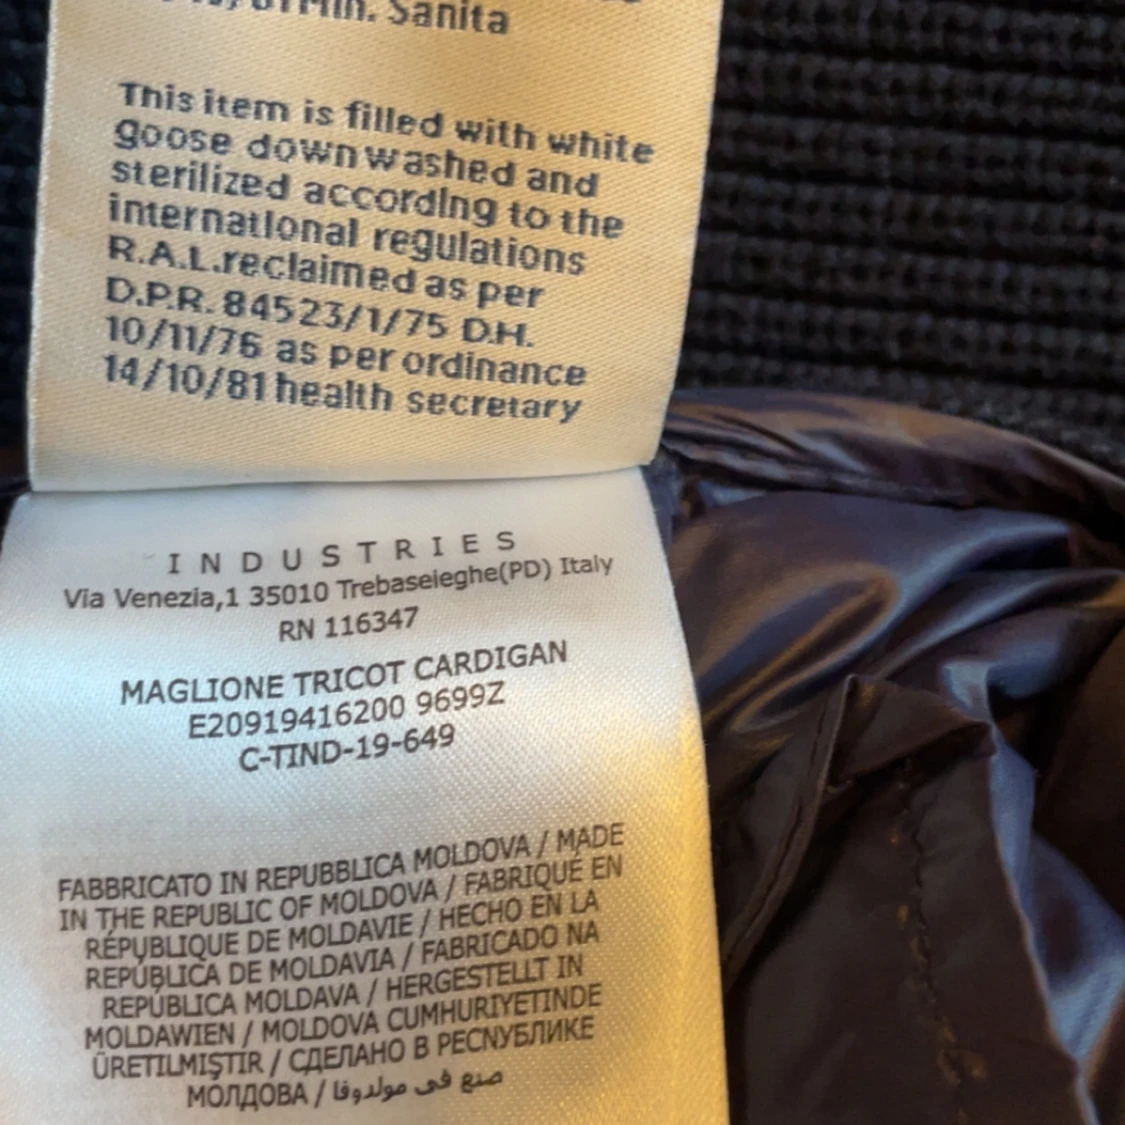 Min. Sanita
This item is filled with white
goose down washed and
sterilized according to the
international regulations
R.A.L.reclaimed as per
D.P.R. 84523/1/75 D.H.
10/11/76 as per ordinance
14/10/81 health secretary
INDUSTRIES
Via Venezia,1 35010 Trebaseleghe(PD) Italy
RN 116347
MAGLIONE TRICOT CARDIGAN
E20919416200 9699Z
C-TIND-19-649
FABBRICATO IN REPUBBLICA MOLDOVA / MADE
IN THE REPUBLIC OF MOLDOVA / FABRIQUÉ EN
RÉPUBLIQUE DE MOLDAVIE / HECHO EN LA
REPÚBLICA DE MOLDAVIA / FABRICADO NA
REPÚBLICA MOLDAVA / HERGESTELLT IN
MOLDAWIEN / MOLDOVA CUMHURIYETINDE
ÜRETILMIŞTIR / СДЕЛАНО В РЕСПУБЛИКЕ
МОЛДОВА / صنع في مولدوفا